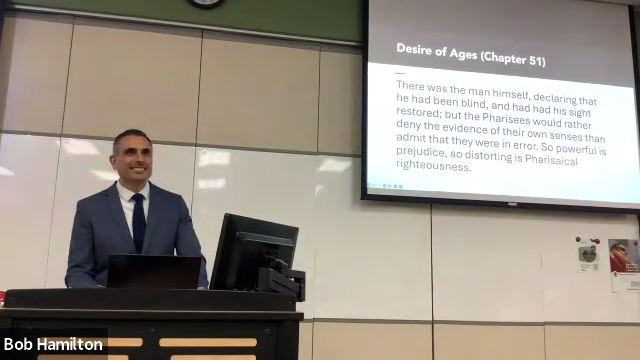 Desire of Ages (Chapter 51)
There was the man himself, declaring that
he had been blind, and had had his sight
restored; but the Pharisees would rather
deny the evidence of their own senses than
admit that they were in error. So powerful is
prejudice, so distorting is Pharisaical
righteousness.
Bob Hamilton